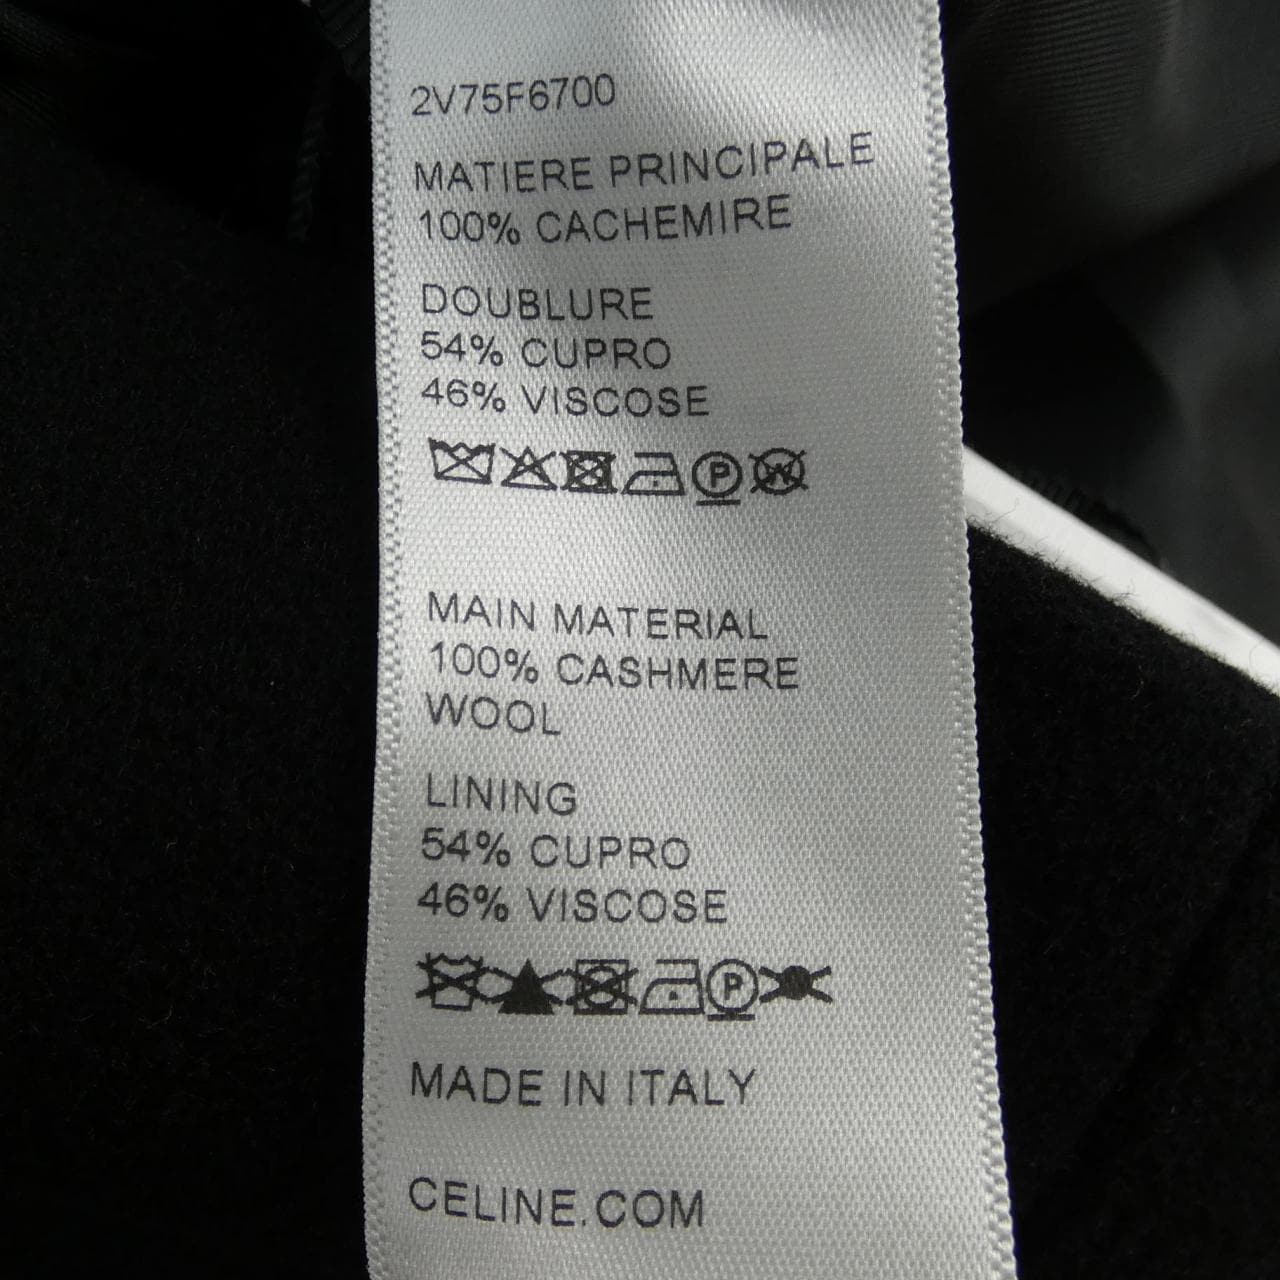 2V75F6700
MATIERE PRINCIPALE
100% CACHEMIRE
DOUBLURE
54% CUPRO
46% VISCOSE
P W
MAIN MATERIAL
100% CASHMERE
WOOL
LINING
54% CUPRO
46% VISCOSE
P
MADE IN ITALY
CELINE.COM